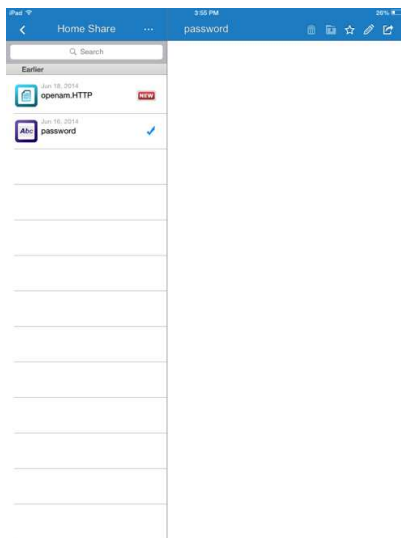 iPad 3:55 PM 26%
Home Share ... password
Search
Earlier
Jun 18, 2014
openam.HTTP NEW
Jun 16, 2014
Abc password